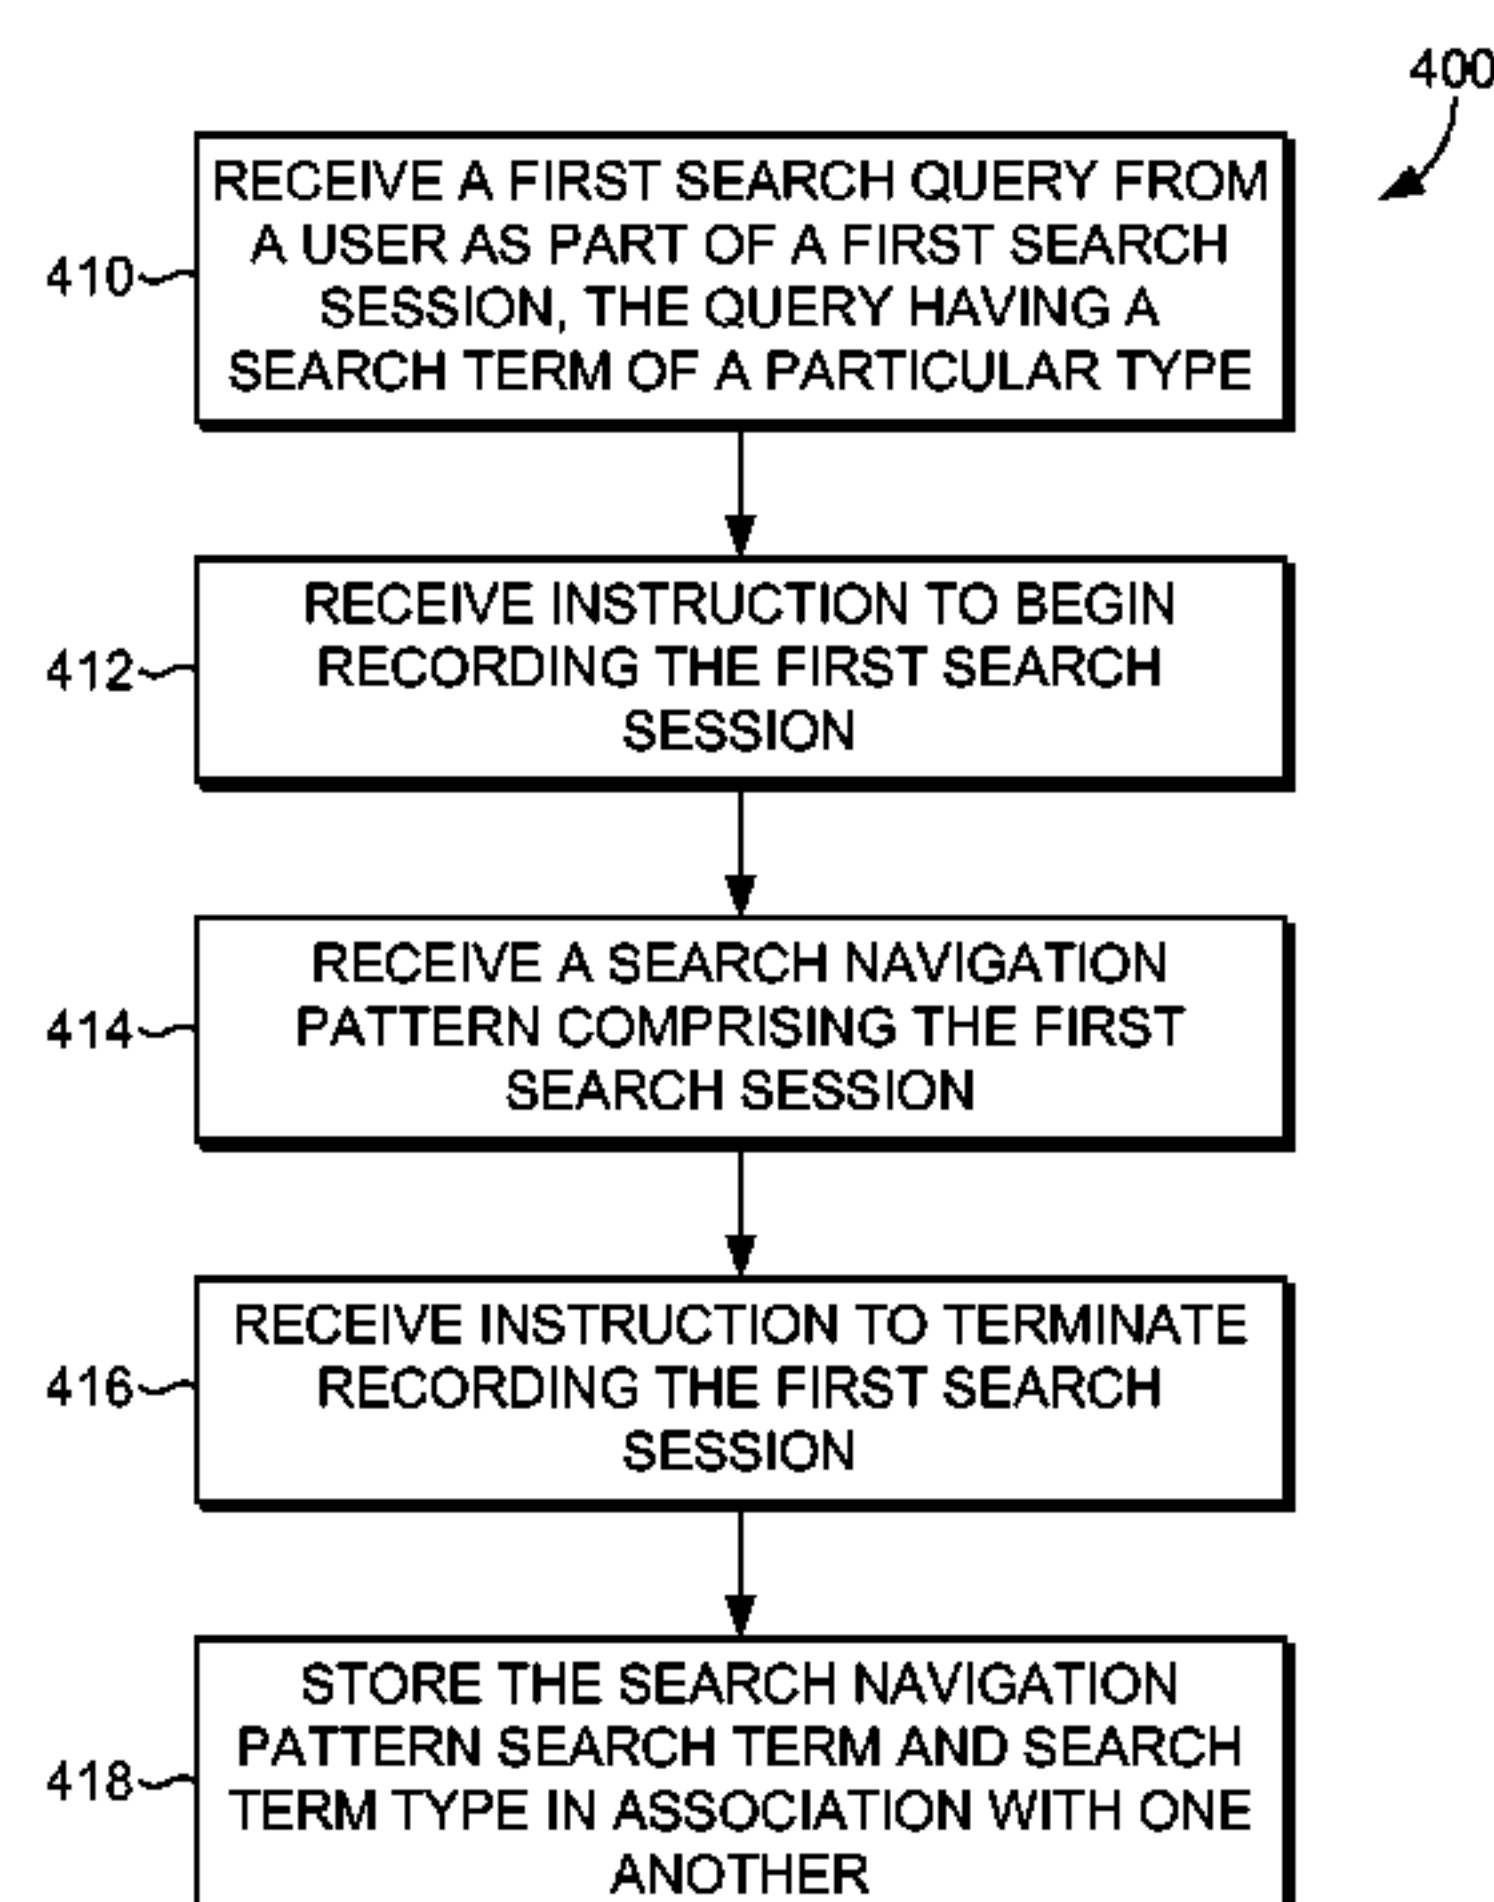 400
RECEIVE A FIRST SEARCH QUERY FROM
A USER AS PART OF A FIRST SEARCH
SESSION, THE QUERY HAVING A
SEARCH TERM OF A PARTICULAR TYPE
410
RECEIVE INSTRUCTION TO BEGIN
RECORDING THE FIRST SEARCH
SESSION
412
RECEIVE A SEARCH NAVIGATION
PATTERN COMPRISING THE FIRST
SEARCH SESSION
414
RECEIVE INSTRUCTION TO TERMINATE
RECORDING THE FIRST SEARCH
SESSION
416
STORE THE SEARCH NAVIGATION
PATTERN SEARCH TERM AND SEARCH
TERM TYPE IN ASSOCIATION WITH ONE
ANOTHER
418